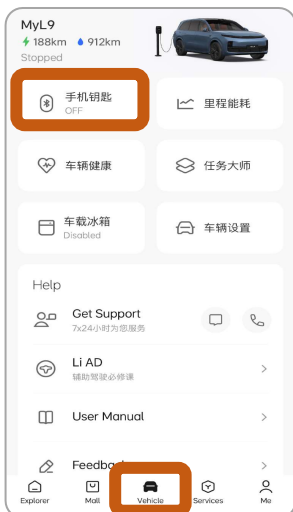 MyL9
188km 912km
Stopped
手机钥匙
OFF
里程能耗
车辆健康
任务大师
车载冰箱
Disabled
车辆设置
Help
Get Support
7x24小时为您服务
Li AD
辅助驾驶必修课
User Manual
Feedback
Explorer Mall Vehicle Services Me